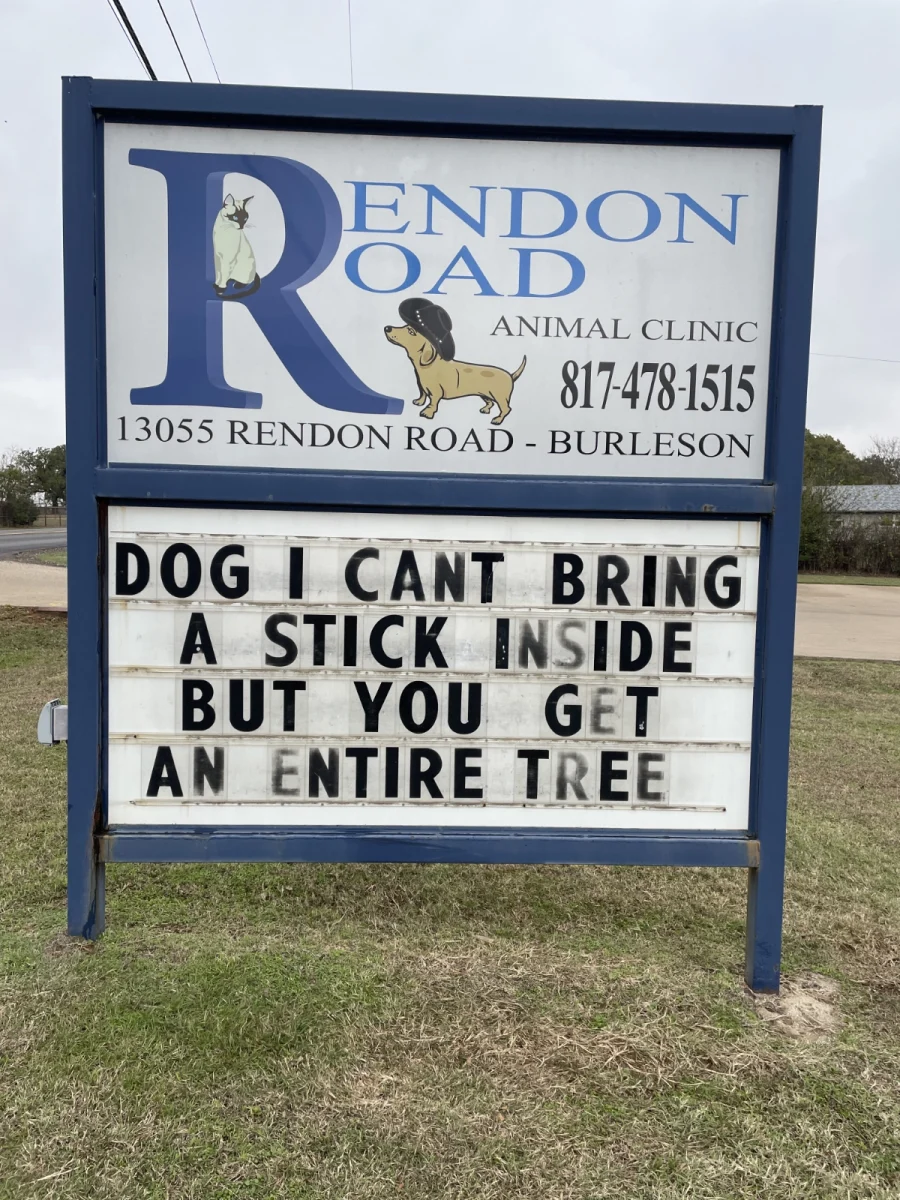 RENDON
ROAD
ANIMAL CLINIC
817-478-1515
13055 RENDON ROAD - BURLESON
DOG I CANT BRING
A STICK INSIDE
BUT YOU GET
AN ENTIRE TREE